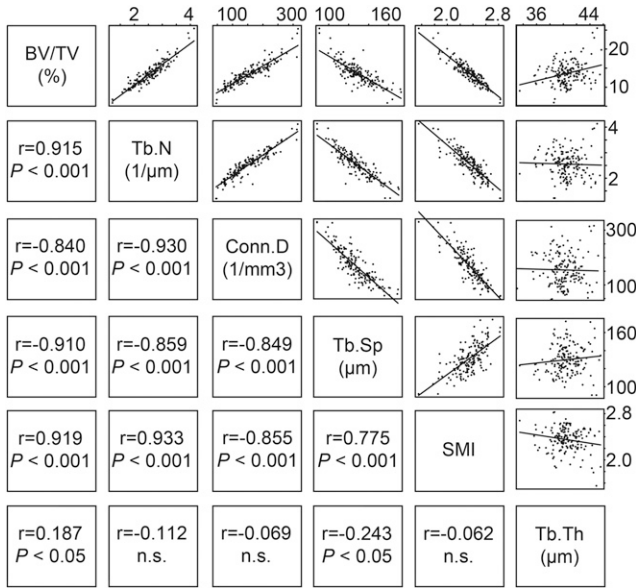 2 4 100 300 100 160 2.0 2.8 36 44
BV/TV
(%)
20
10
r=0.915
P < 0.001
Tb.N
(1/µm)
4
2
r=-0.840
P < 0.001
r=-0.930
P < 0.001
Conn.D
(1/mm3)
300
100
r=-0.910
P < 0.001
r=-0.859
P < 0.001
r=-0.849
P < 0.001
Tb.Sp
(µm)
160
100
r=0.919
P < 0.001
r=0.933
P < 0.001
r=-0.855
P < 0.001
r=0.775
P < 0.001
SMI
2.8
2.0
r=0.187
P < 0.05
r=-0.112
n.s.
r=-0.069
n.s.
r=-0.243
P < 0.05
r=-0.062
n.s.
Tb.Th
(µm)